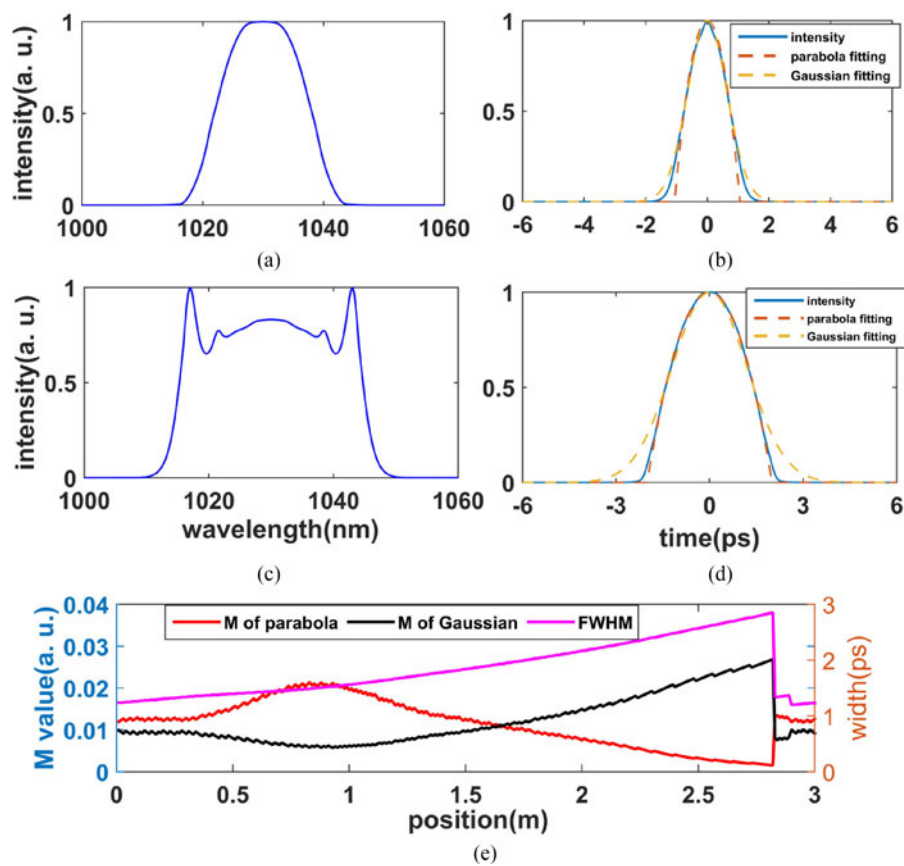 intensity(a. u.)
1
0.5
0
1000 1020 1040 1060
(a)
1
0.5
0
-6 -4 -2 0 2 4 6
intensity
parabola fitting
Gaussian fitting
(b)
intensity(a. u.)
1
0.5
0
1000 1020 1040 1060
wavelength(nm)
(c)
1
0.5
0
-6 -3 0 3 6
intensity
parabola fitting
Gaussian fitting
time(ps)
(d)
M value(a. u.)
0.04
0.03
0.02
0.01
0
M of parabola M of Gaussian FWHM
3
2
1
0
width(ps)
0 0.5 1 1.5 2 2.5 3
position(m)
(e)